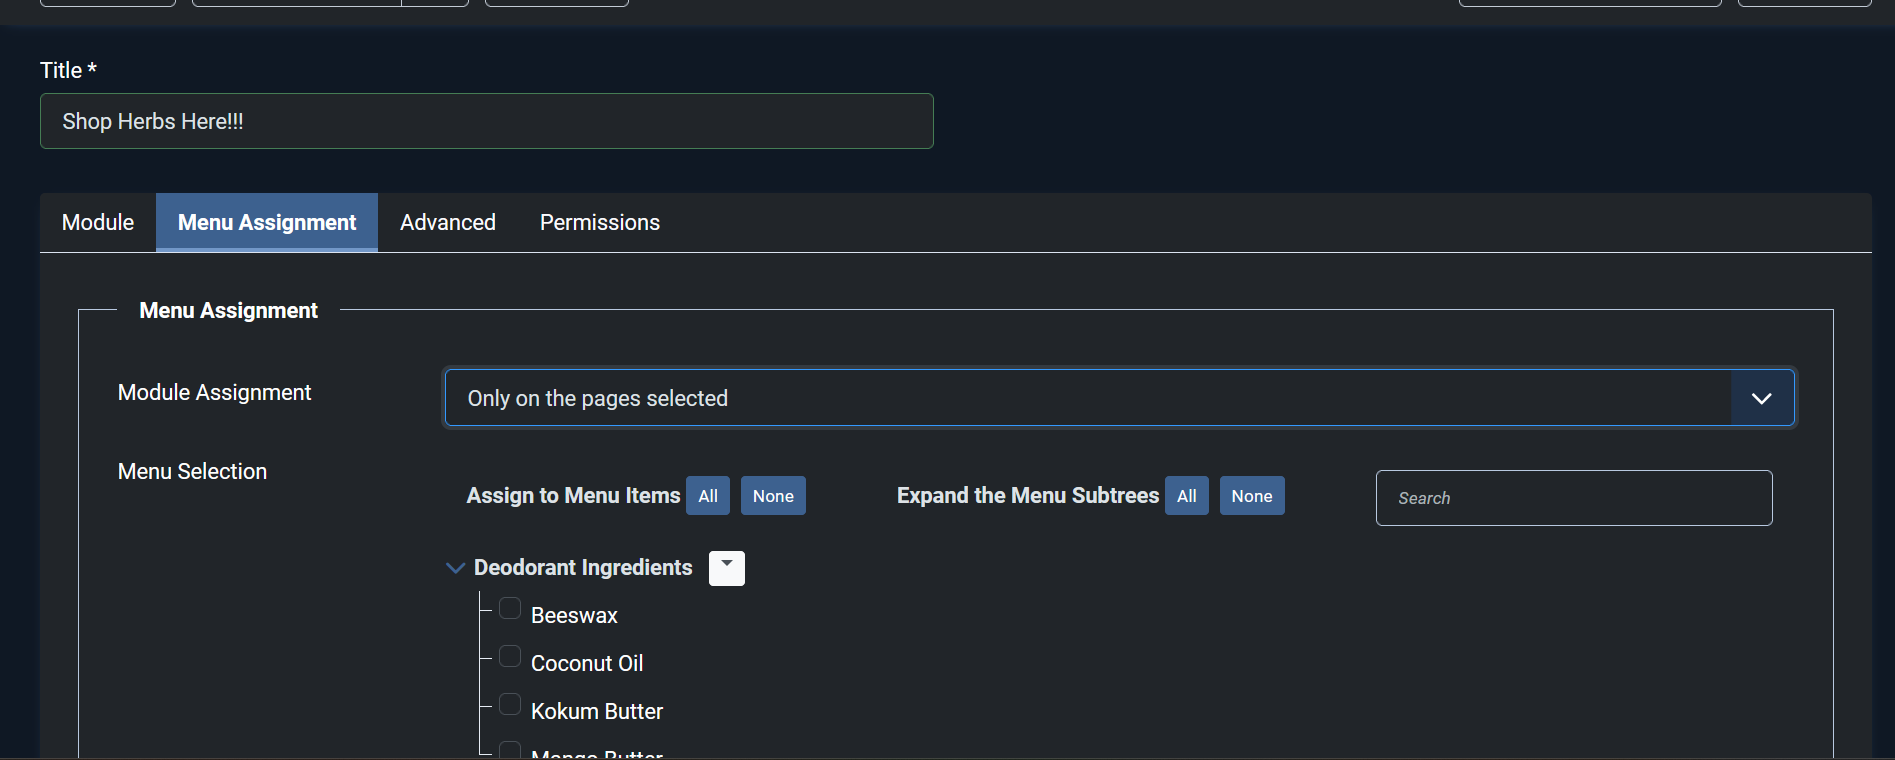 Title *
Shop Herbs Here!!!
Module Menu Assignment Advanced Permissions
Menu Assignment
Module Assignment Only on the pages selected
Menu Selection
Assign to Menu Items All None Expand the Menu Subtrees All None Search
Deodorant Ingredients
Beeswax
Coconut Oil
Kokum Butter
Mango Butter